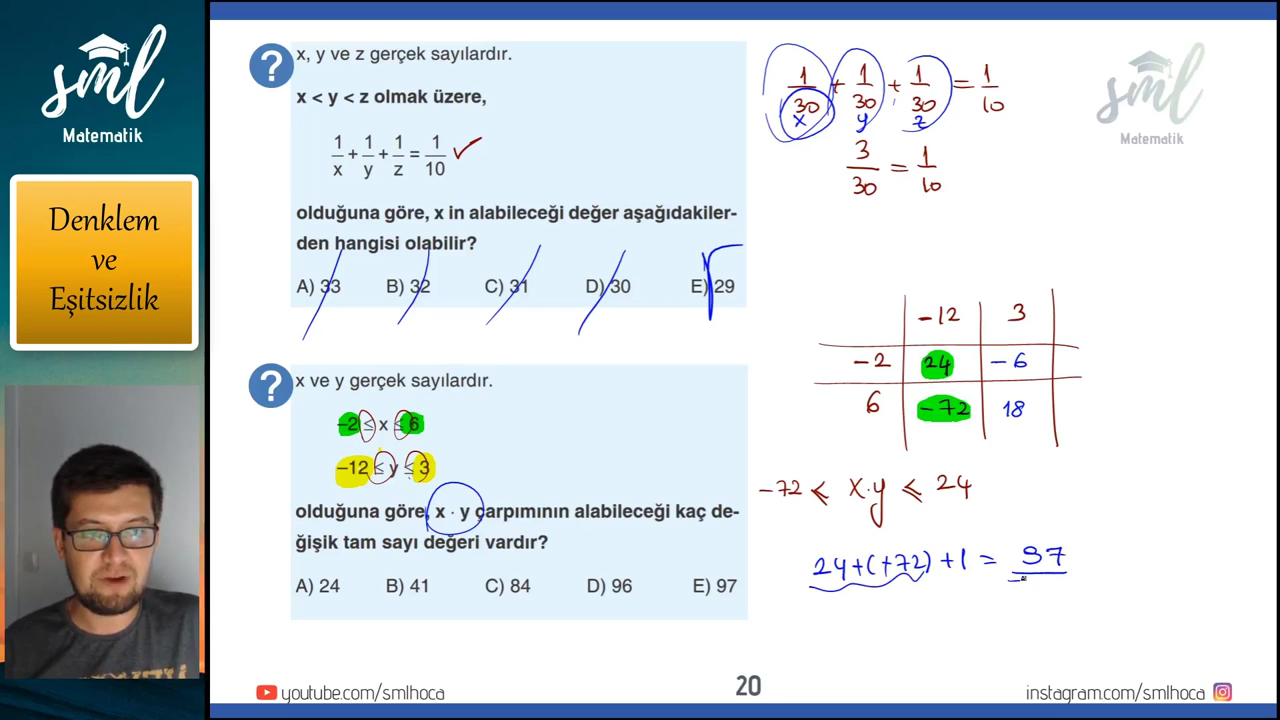 sml
Matematik
Denklem
ve
Eşitsizlik
? x, y ve z gerçek sayılardır.
x < y < z olmak üzere,
1/x + 1/y + 1/z = 1/10 ✓
olduğuna göre, x in alabileceği değer aşağıdakiler-
den hangisi olabilir?
A) 33 B) 32 C) 31 D) 30 E) 29
1/30 + 1/30 + 1/30 = 1/10
x y z
3/30 = 1/10
sml
Matematik
? x ve y gerçek sayılardır.
-2 ≤ x ≤ 6
-12 ≤ y ≤ 3
olduğuna göre, x · y çarpımının alabileceği kaç de-
ğişik tam sayı değeri vardır?
A) 24 B) 41 C) 84 D) 96 E) 97
-12 3
-2 24 -6
6 -72 18
-72 ≤ x.y ≤ 24
24+(+72)+1 = 97
youtube.com/smlhoca
20
instagram.com/smlhoca